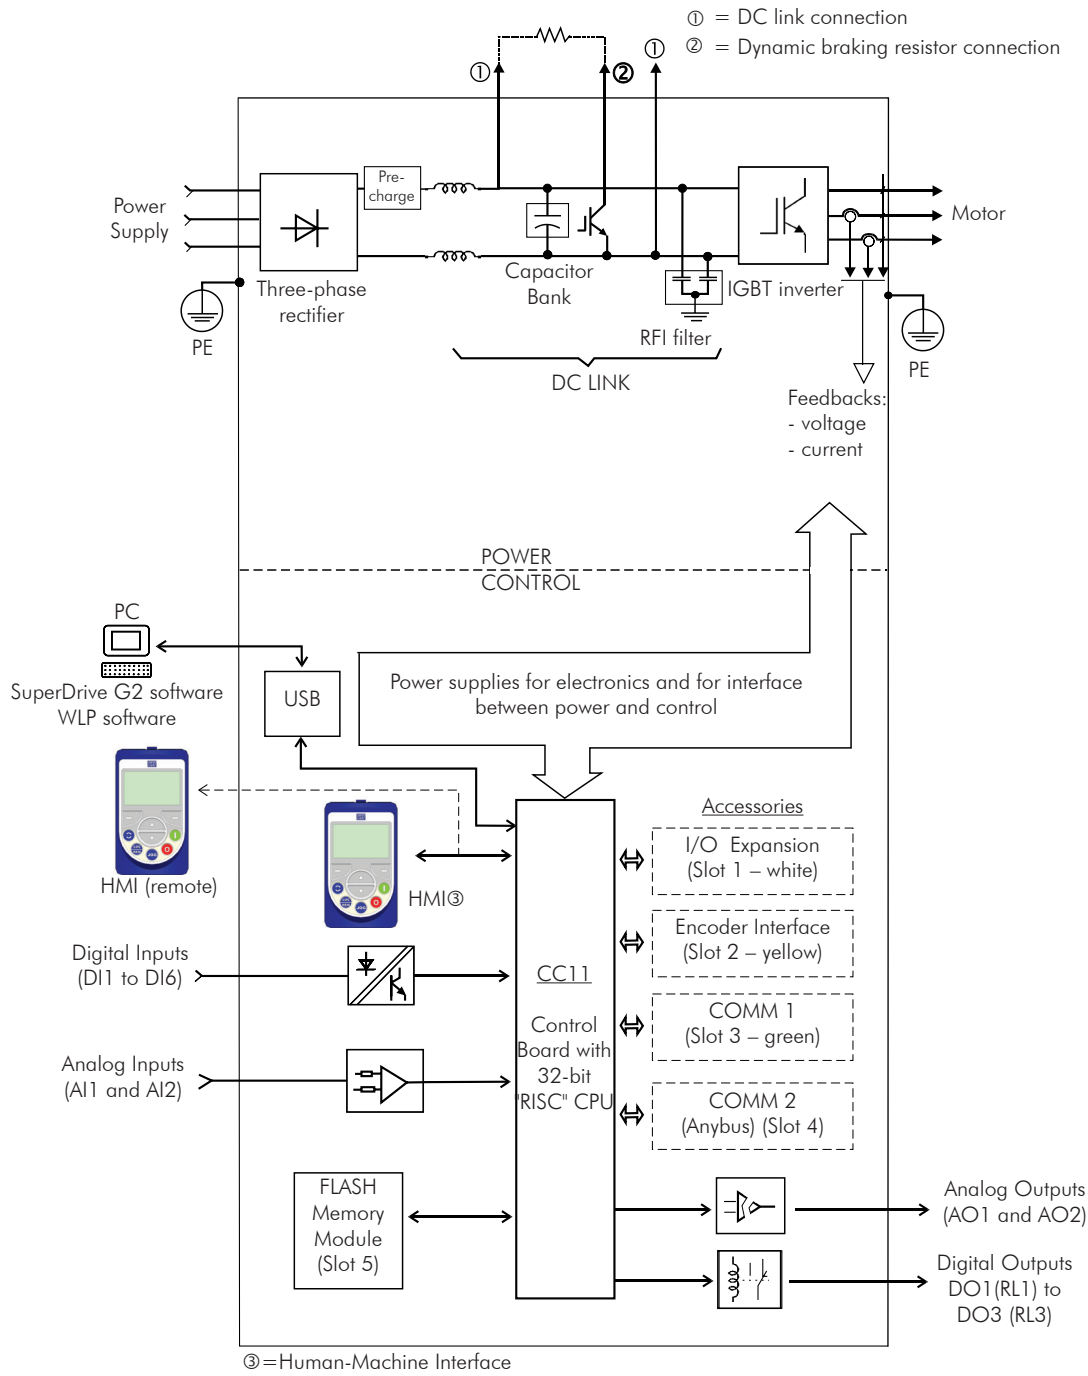 ① = DC link connection
② = Dynamic braking resistor connection
①
②
①
Pre-
charge
Power
Supply
Motor
Capacitor
Bank
Three-phase
rectifier
IGBT inverter
PE
RFI filter
PE
DC LINK
Feedbacks:
- voltage
- current
POWER
CONTROL
PC
SuperDrive G2 software
WLP software
USB
Power supplies for electronics and for interface
between power and control
HMI (remote)
HMI③
Accessories
I/O Expansion
(Slot 1 – white)
Encoder Interface
(Slot 2 – yellow)
COMM 1
(Slot 3 – green)
COMM 2
(Anybus) (Slot 4)
Digital Inputs
(DI1 to DI6)
CC11
Control
Board with
32-bit
"RISC" CPU
Analog Inputs
(AI1 and AI2)
FLASH
Memory
Module
(Slot 5)
Analog Outputs
(AO1 and AO2)
Digital Outputs
DO1(RL1) to
DO3 (RL3)
③=Human-Machine Interface